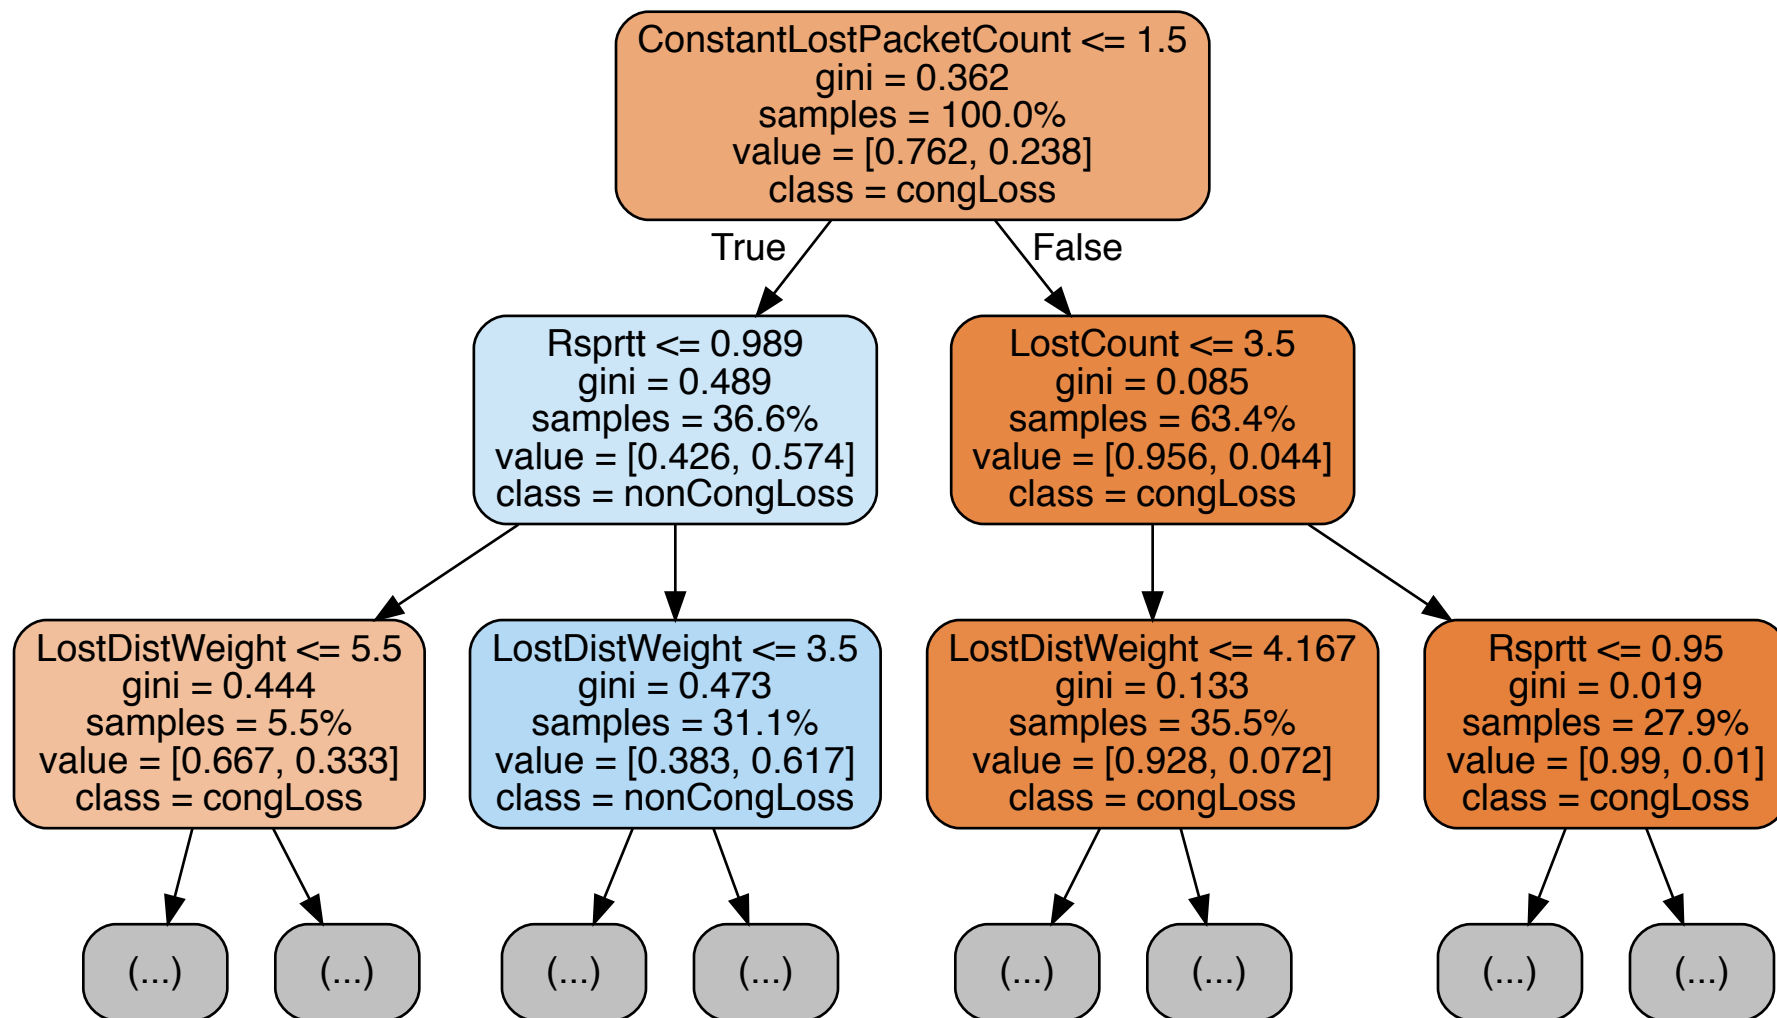 ConstantLostPacketCount <= 1.5
gini = 0.362
samples = 100.0%
value = [0.762, 0.238]
class = congLoss
True
False
Rsprtt <= 0.989
gini = 0.489
samples = 36.6%
value = [0.426, 0.574]
class = nonCongLoss
LostCount <= 3.5
gini = 0.085
samples = 63.4%
value = [0.956, 0.044]
class = congLoss
LostDistWeight <= 5.5
gini = 0.444
samples = 5.5%
value = [0.667, 0.333]
class = congLoss
LostDistWeight <= 3.5
gini = 0.473
samples = 31.1%
value = [0.383, 0.617]
class = nonCongLoss
LostDistWeight <= 4.167
gini = 0.133
samples = 35.5%
value = [0.928, 0.072]
class = congLoss
Rsprtt <= 0.95
gini = 0.019
samples = 27.9%
value = [0.99, 0.01]
class = congLoss
(...)
(...)
(...)
(...)
(...)
(...)
(...)
(...)